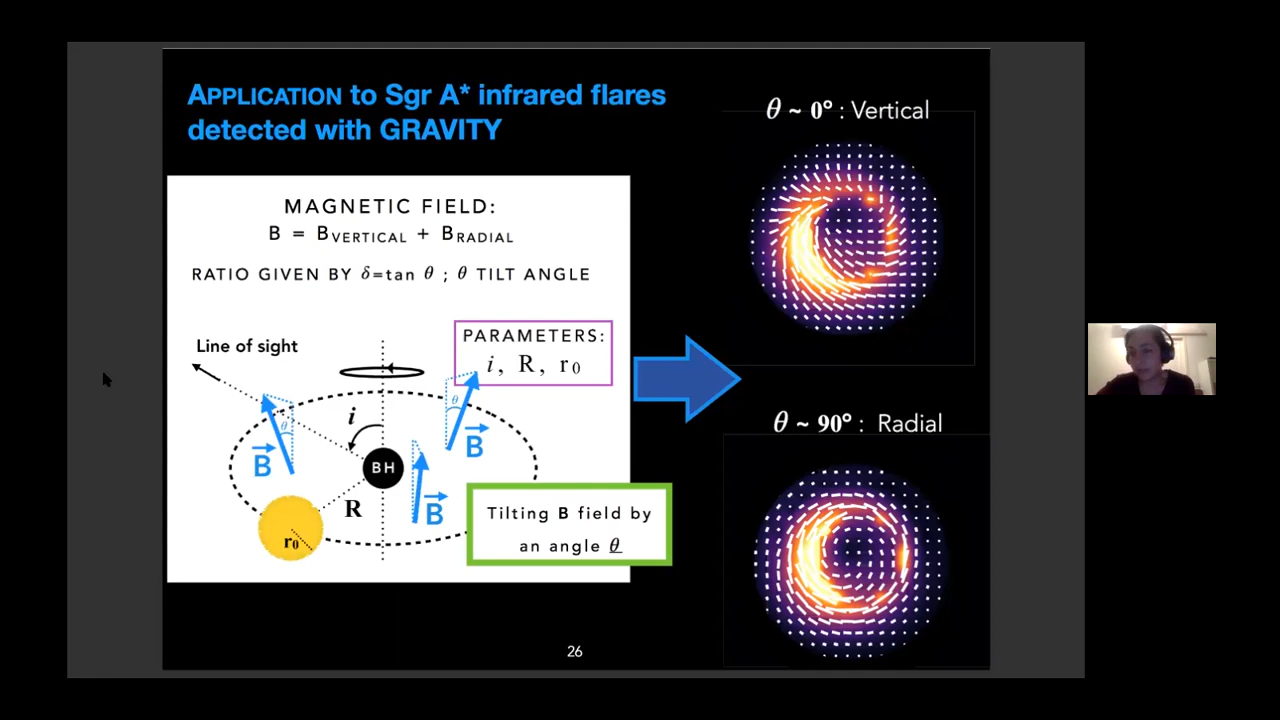 APPLICATION to Sgr A* infrared flares
detected with GRAVITY
MAGNETIC FIELD:
B = BVERTICAL + BRADIAL
RATIO GIVEN BY δ=tan θ ; θ TILT ANGLE
PARAMETERS:
i, R, r₀
Line of sight
i
θ
θ
B
B
B
BH
R
r₀
Tilting B field by
an angle θ
θ ~ 0° : Vertical
θ ~ 90° : Radial
26